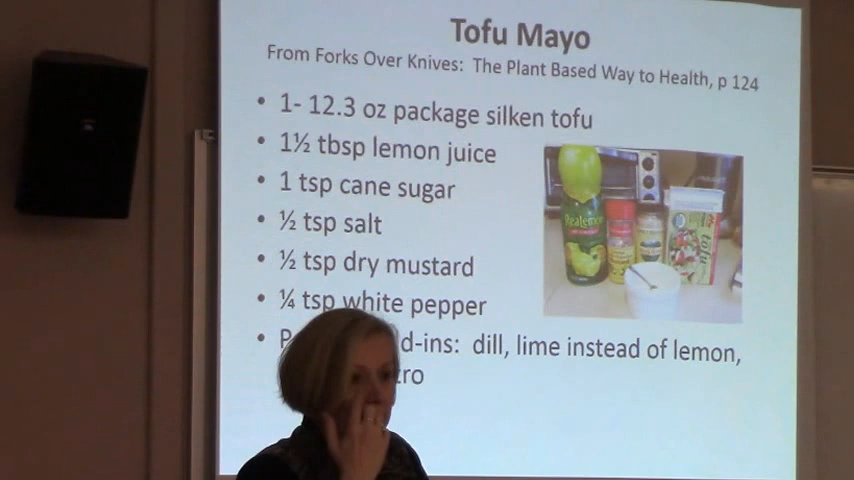 Tofu Mayo
From Forks Over Knives: The Plant Based Way to Health, p 124
• 1- 12.3 oz package silken tofu
• 1½ tbsp lemon juice
• 1 tsp cane sugar
• ½ tsp salt
• ½ tsp dry mustard
• ¼ tsp white pepper
• P d-ins: dill, lime instead of lemon,
tro
ReaLemon
tofu